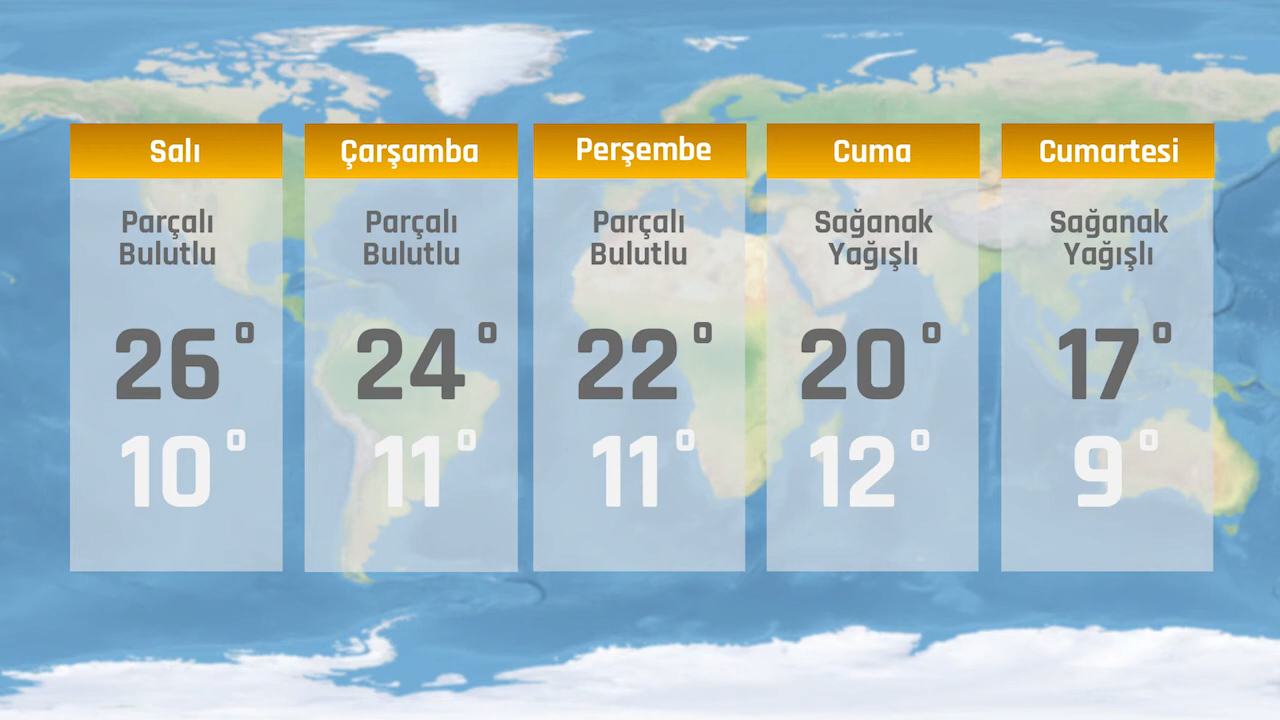 Salı
Parçalı
Bulutlu
26°
10°
Çarşamba
Parçalı
Bulutlu
24°
11°
Perşembe
Parçalı
Bulutlu
22°
11°
Cuma
Sağanak
Yağışlı
20°
12°
Cumartesi
Sağanak
Yağışlı
17°
9°